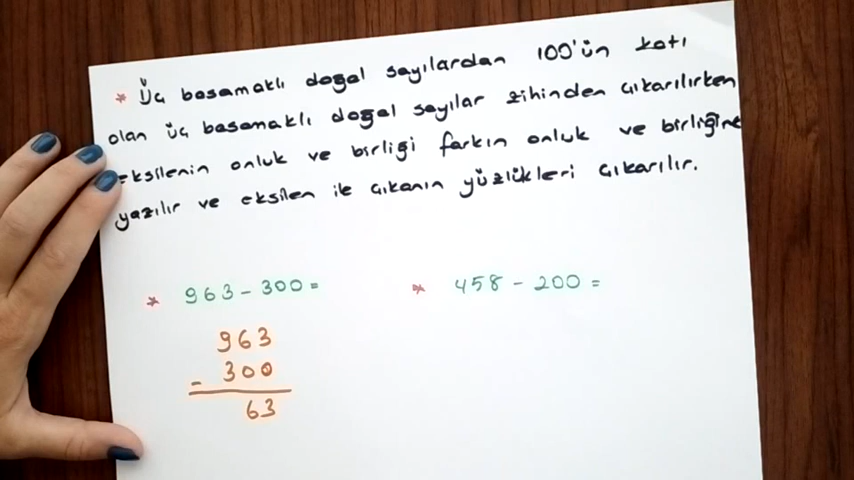 * Üç basamaklı doğal sayılardan 100'ün katı
olan üç basamaklı doğal sayılar zihinden çıkarılırken
eksilenin onluk ve birliği farkın onluk ve birliğine
yazılır ve eksilen ile çıkanın yüzlükleri çıkarılır.
* 963 - 300 =
963
- 300
63
* 458 - 200 =